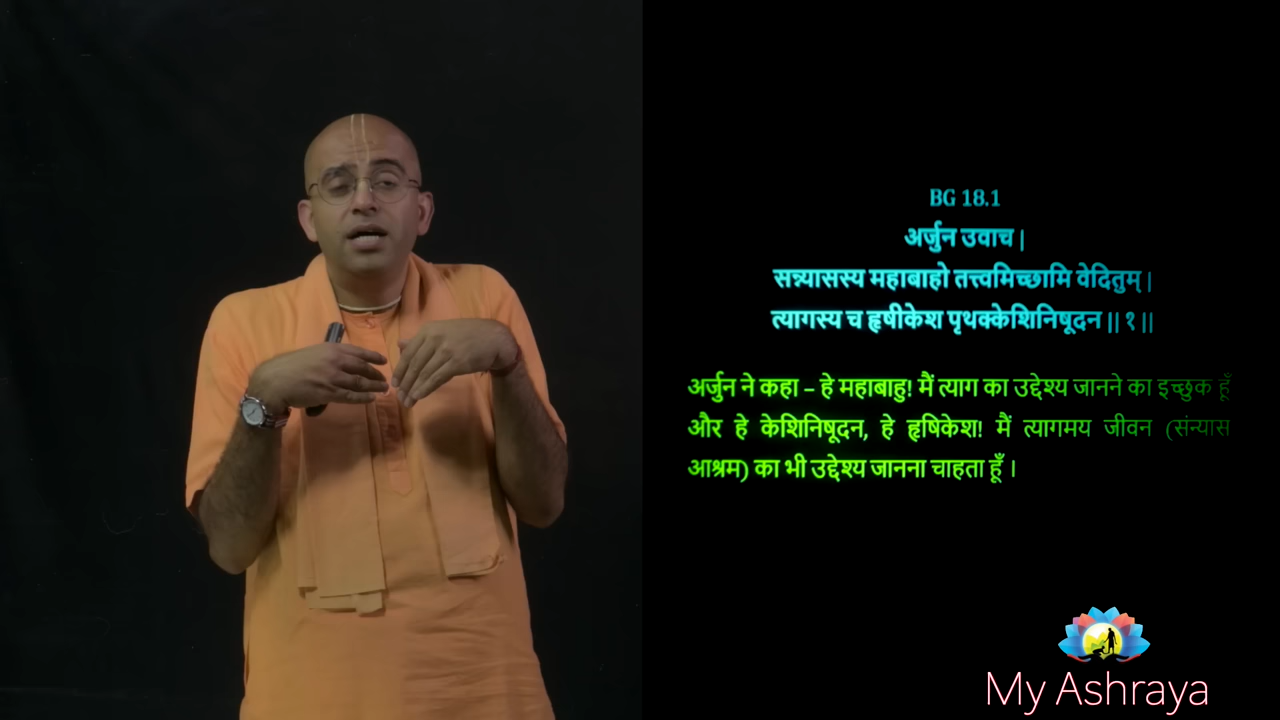 BG 18.1
अर्जुन उवाच |
सन्न्यासस्य महाबाहो तत्त्वमिच्छामि वेदितुम् |
त्यागस्य च हृषीकेश पृथक्केशिनिषूदन || १ ||
अर्जुन ने कहा – हे महाबाहु! मैं त्याग का उद्देश्य जानने का इच्छुक हूँ
और हे केशिनिषूदन, हे हृषिकेश! मैं त्यागमय जीवन (संन्यास
आश्रम) का भी उद्देश्य जानना चाहता हूँ ।
My Ashraya